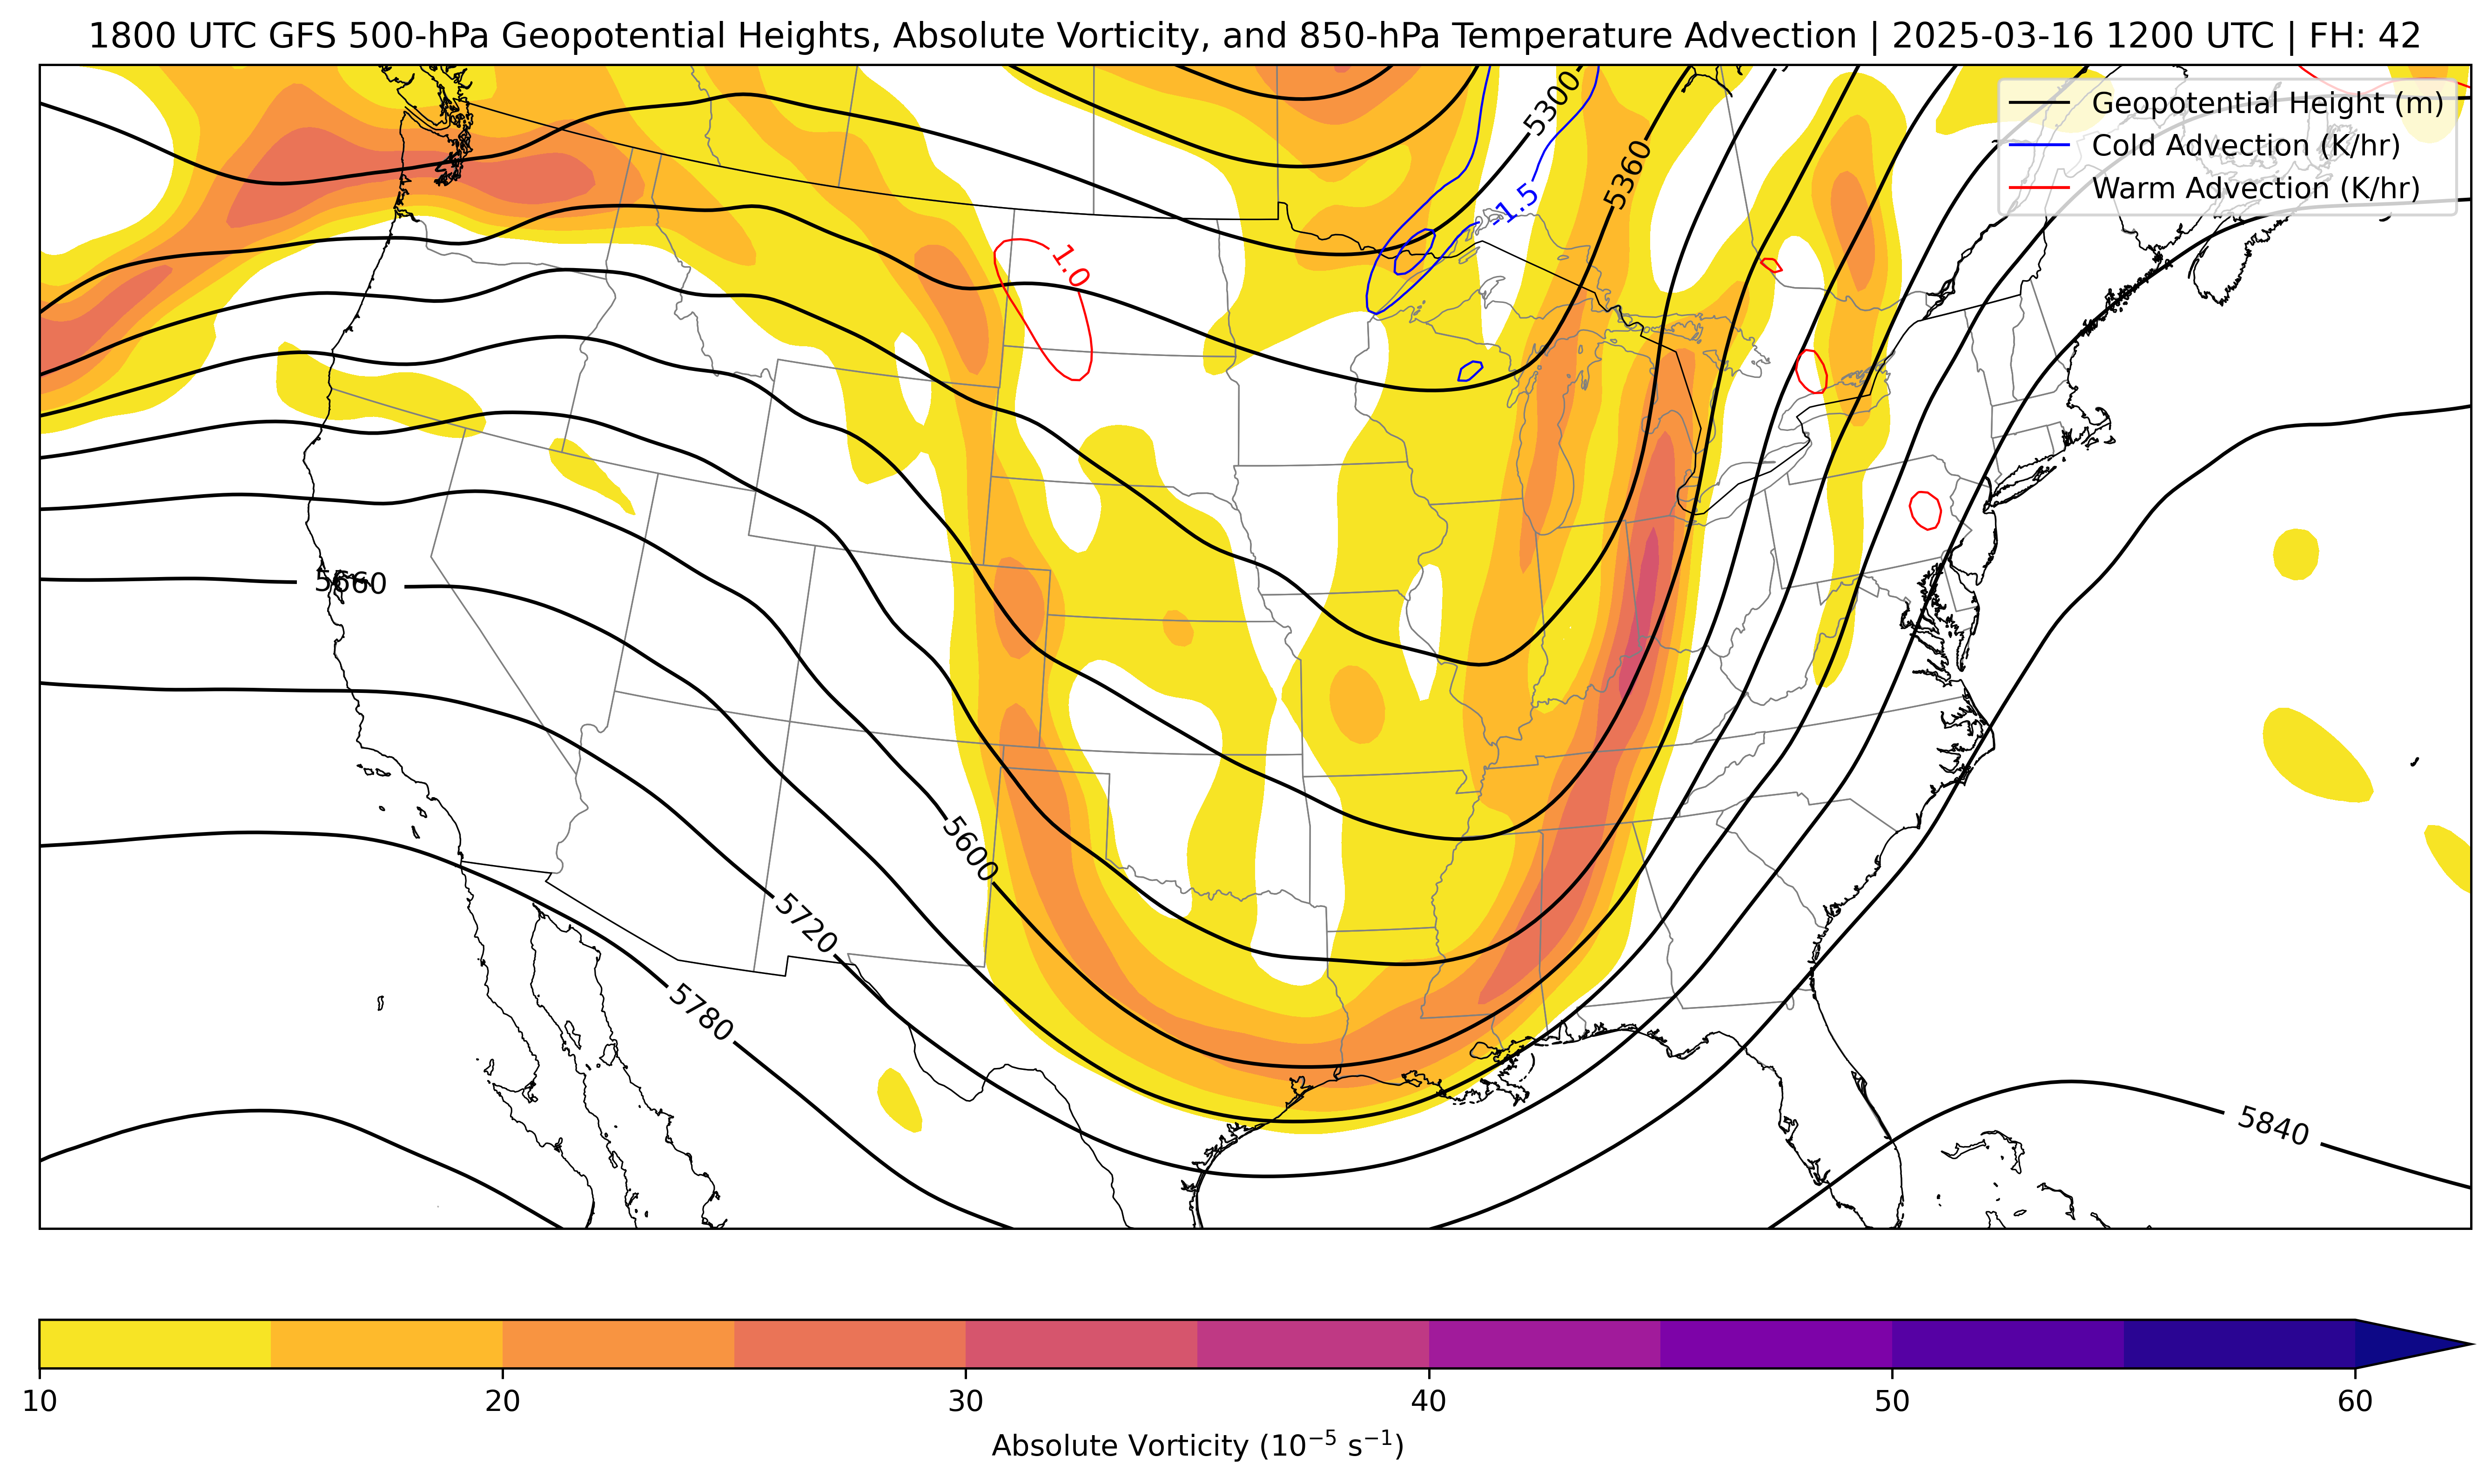 1800 UTC GFS 500-hPa Geopotential Heights, Absolute Vorticity, and 850-hPa Temperature Advection | 2025-03-16 1200 UTC | FH: 42
Geopotential Height (m)
Cold Advection (K/hr)
Warm Advection (K/hr)
5300
5360
-1.5
1.0
5660
5600
5720
5780
5840
10 20 30 40 50 60
Absolute Vorticity (10⁻⁵ s⁻¹)